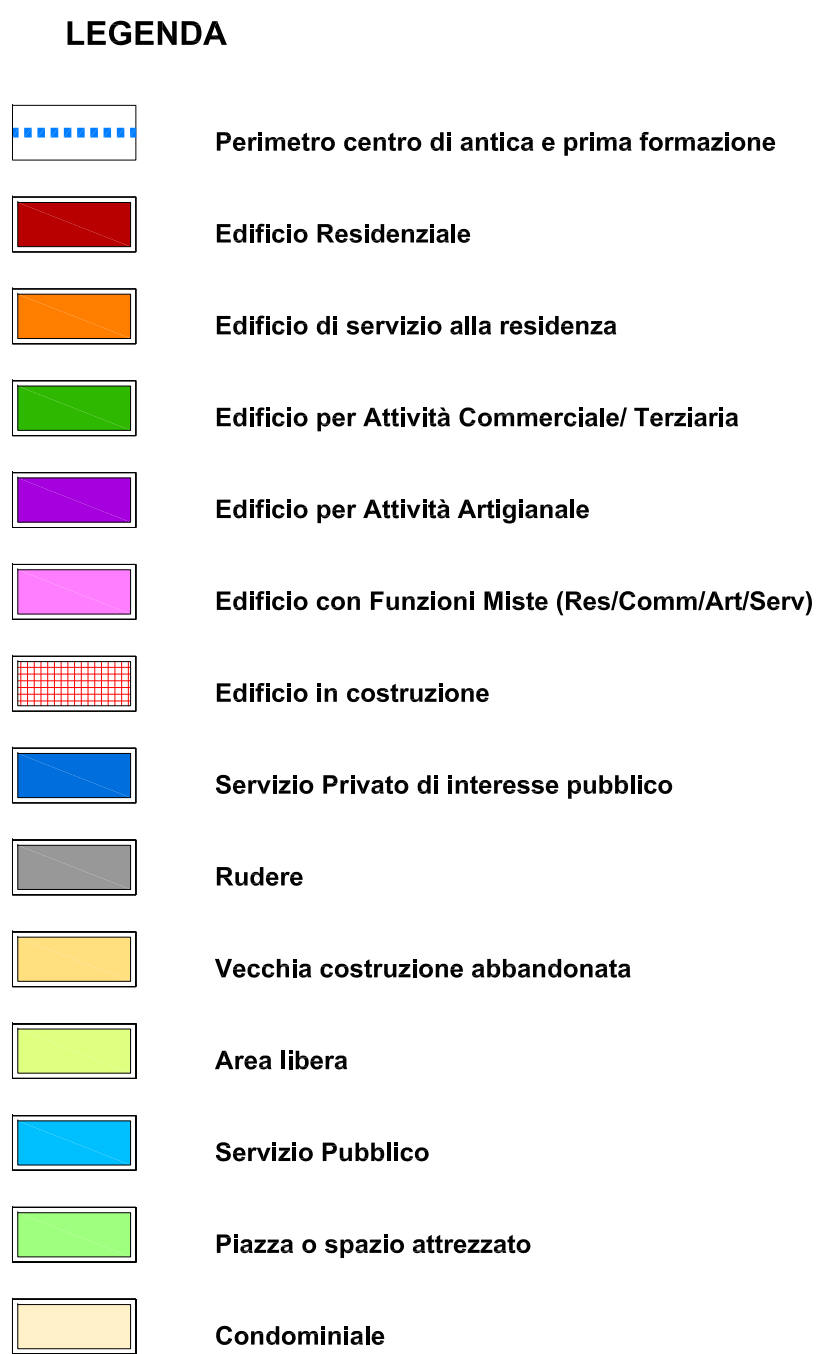 LEGENDA
Perimetro centro di antica e prima formazione
Edificio Residenziale
Edificio di servizio alla residenza
Edificio per Attività Commerciale/ Terziaria
Edificio per Attività Artigianale
Edificio con Funzioni Miste (Res/Comm/Art/Serv)
Edificio in costruzione
Servizio Privato di interesse pubblico
Rudere
Vecchia costruzione abbandonata
Area libera
Servizio Pubblico
Piazza o spazio attrezzato
Condominiale